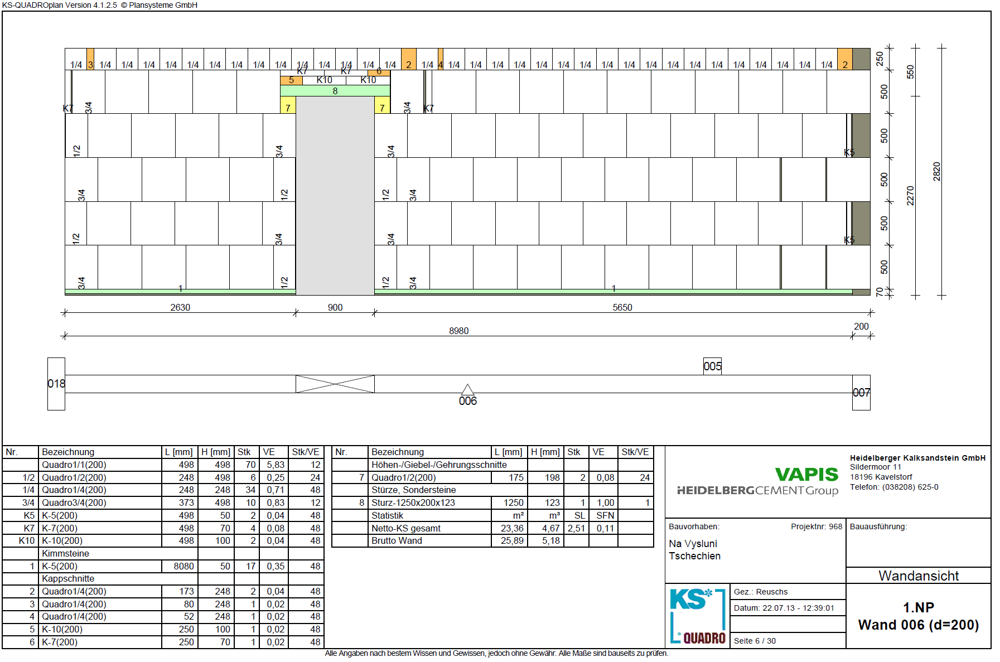 KS-QUADROplan Version 4.1.2.5 © Plansysteme GmbH
1/4 3 1/4 1/4 1/4 1/4 1/4 1/4 1/4 1/4 1/4 1/4 1/4 1/4 1/4 2 1/4 4 1/4 1/4 1/4 1/4 1/4 1/4 1/4 1/4 1/4 1/4 1/4 1/4 1/4 1/4 1/4 1/4 2
250
550
K7 K7 6
5 K10 K10
8
K7 3/4 7 7 3/4 K7
500
1/2 3/4 3/4 K5
500
3/4 1/2 1/2 3/4
500
2270
2820
1/2 3/4 3/4 K5
500
3/4 1/2 1/2 3/4
500
1 1
70
2630 900 5650
8980 200
018 006 005 007
Nr. Bezeichnung L [mm] H [mm] Stk VE Stk/VE
Quadro1/1(200) 498 498 70 5,83 12
1/2 Quadro1/2(200) 248 498 6 0,25 24
1/4 Quadro1/4(200) 248 248 34 0,71 48
3/4 Quadro3/4(200) 373 498 10 0,83 12
K5 K-5(200) 498 50 2 0,04 48
K7 K-7(200) 498 70 4 0,08 48
K10 K-10(200) 498 100 2 0,04 48
Kimmsteine
1 K-5(200) 8080 50 17 0,35 48
Kappschnitte
2 Quadro1/4(200) 173 248 2 0,04 48
3 Quadro1/4(200) 80 248 1 0,02 48
4 Quadro1/4(200) 52 248 1 0,02 48
5 K-10(200) 250 100 1 0,02 48
6 K-7(200) 250 70 1 0,02 48
Nr. Bezeichnung L [mm] H [mm] Stk VE Stk/VE
Höhen-/Giebel-/Gehrungsschnitte
7 Quadro1/2(200) 175 198 2 0,08 24
Stürze, Sondersteine
8 Sturz-1250x200x123 1250 123 1 1,00 1
Statistik m² m³ SL SFN
Netto-KS gesamt 23,36 4,67 2,51 0,11
Brutto Wand 25,89 5,18
VAPIS
HEIDELBERGCEMENT Group
Heidelberger Kalksandstein GmbH
Sildermoor 11
18196 Kavelstorf
Telefon: (038208) 625-0
Bauvorhaben: Projektnr: 968
Na Vysluni
Tschechien
Bauausführung:
Wandansicht
KS* QUADRO
Gez.: Reuschs
Datum: 22.07.13 - 12:39:01
Seite 6 / 30
1.NP
Wand 006 (d=200)
Alle Angaben nach bestem Wissen und Gewissen, jedoch ohne Gewähr. Alle Maße sind bauseits zu prüfen.